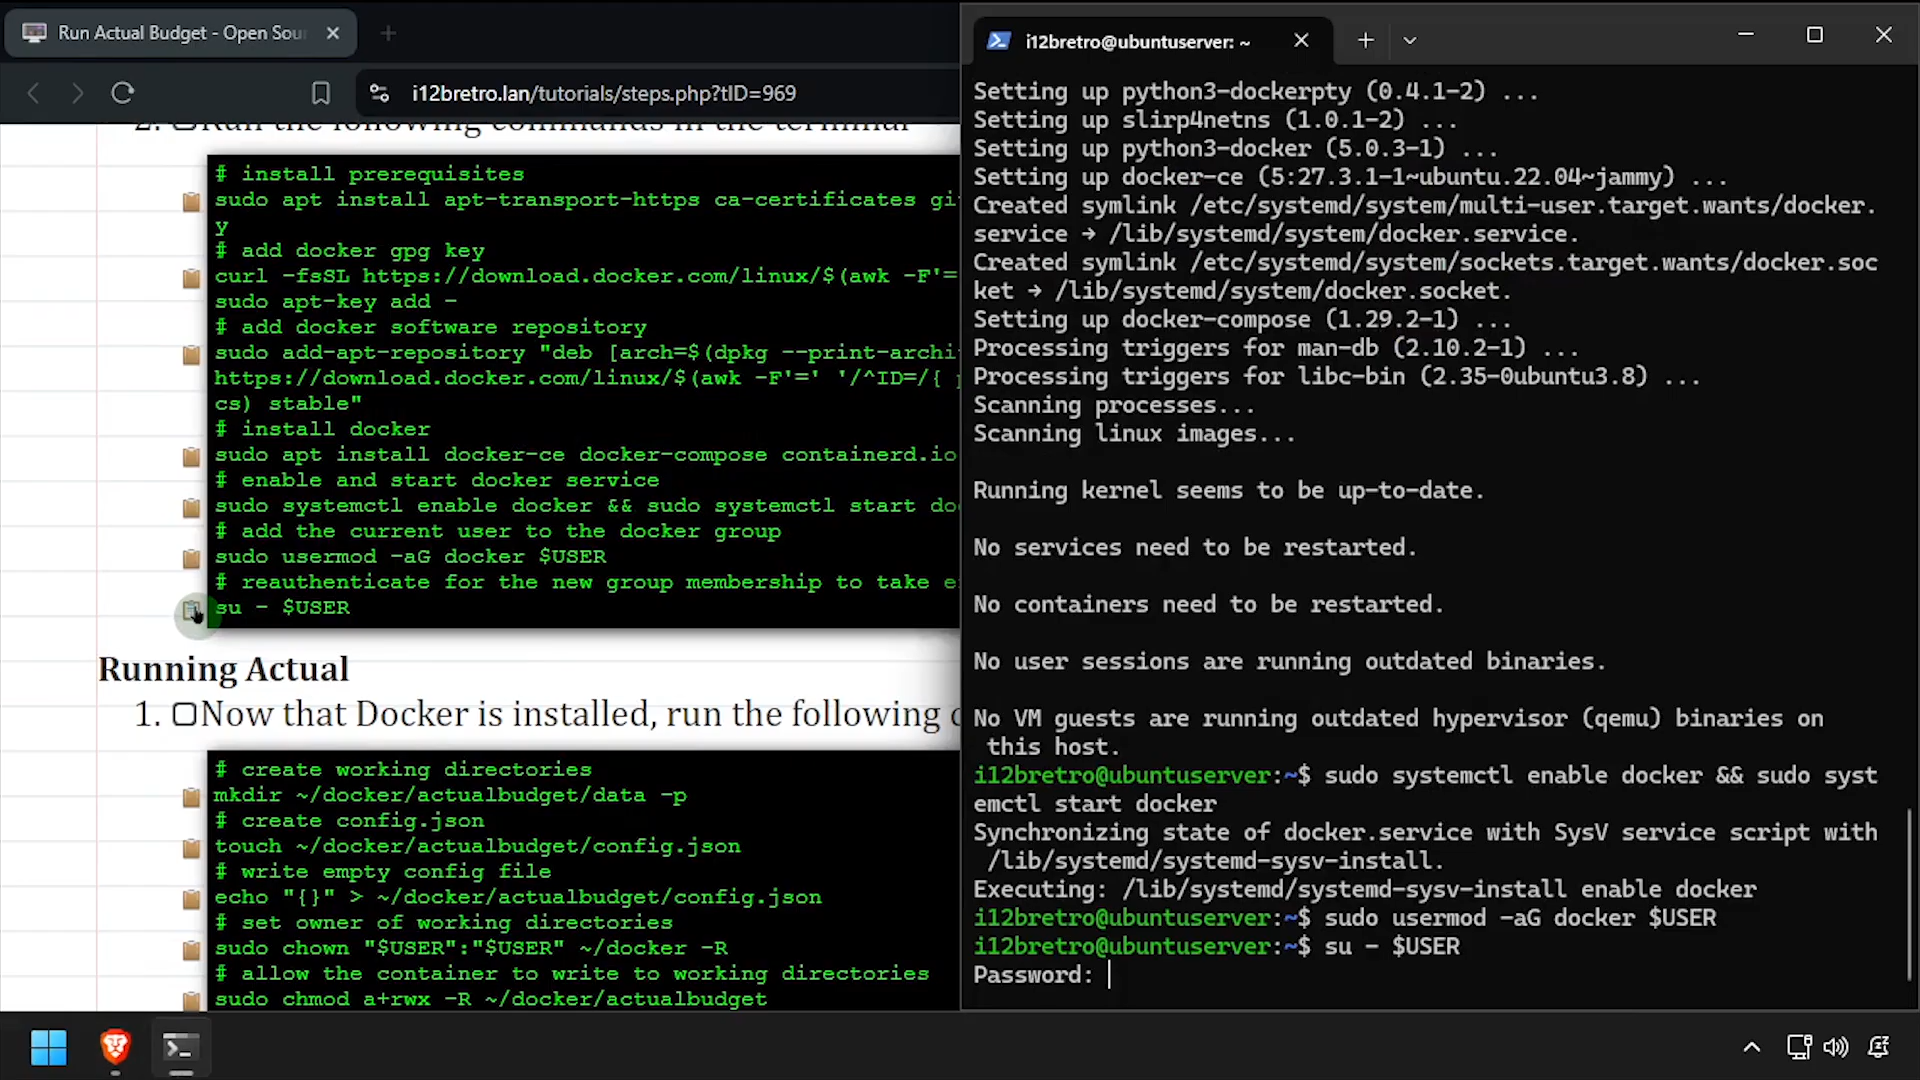 Run Actual Budget - Open Sou
i12bretro.lan/tutorials/steps.php?tID=969
2. Run the following commands in the terminal
# install prerequisites
sudo apt install apt-transport-https ca-certificates gi
y
# add docker gpg key
curl -fsSL https://download.docker.com/linux/$(awk -F'=
sudo apt-key add -
# add docker software repository
sudo add-apt-repository "deb [arch=$(dpkg --print-archi
https://download.docker.com/linux/$(awk -F'=' '/^ID=/{ p
cs) stable"
# install docker
sudo apt install docker-ce docker-compose containerd.io
# enable and start docker service
sudo systemctl enable docker && sudo systemctl start do
# add the current user to the docker group
sudo usermod -aG docker $USER
# reauthenticate for the new group membership to take e
su - $USER
Running Actual
1. Now that Docker is installed, run the following c
# create working directories
mkdir ~/docker/actualbudget/data -p
# create config.json
touch ~/docker/actualbudget/config.json
# write empty config file
echo "{}" > ~/docker/actualbudget/config.json
# set owner of working directories
sudo chown "$USER":"$USER" ~/docker -R
# allow the container to write to working directories
sudo chmod a+rwx -R ~/docker/actualbudget
i12bretro@ubuntuserver: ~
Setting up python3-dockerpty (0.4.1-2) ...
Setting up slirp4netns (1.0.1-2) ...
Setting up python3-docker (5.0.3-1) ...
Setting up docker-ce (5:27.3.1-1~ubuntu.22.04~jammy) ...
Created symlink /etc/systemd/system/multi-user.target.wants/docker.
service → /lib/systemd/system/docker.service.
Created symlink /etc/systemd/system/sockets.target.wants/docker.soc
ket → /lib/systemd/system/docker.socket.
Setting up docker-compose (1.29.2-1) ...
Processing triggers for man-db (2.10.2-1) ...
Processing triggers for libc-bin (2.35-0ubuntu3.8) ...
Scanning processes...
Scanning linux images...
Running kernel seems to be up-to-date.
No services need to be restarted.
No containers need to be restarted.
No user sessions are running outdated binaries.
No VM guests are running outdated hypervisor (qemu) binaries on
this host.
i12bretro@ubuntuserver:~$ sudo systemctl enable docker && sudo syst
emctl start docker
Synchronizing state of docker.service with SysV service script with
/lib/systemd/systemd-sysv-install.
Executing: /lib/systemd/systemd-sysv-install enable docker
i12bretro@ubuntuserver:~$ sudo usermod -aG docker $USER
i12bretro@ubuntuserver:~$ su - $USER
Password: